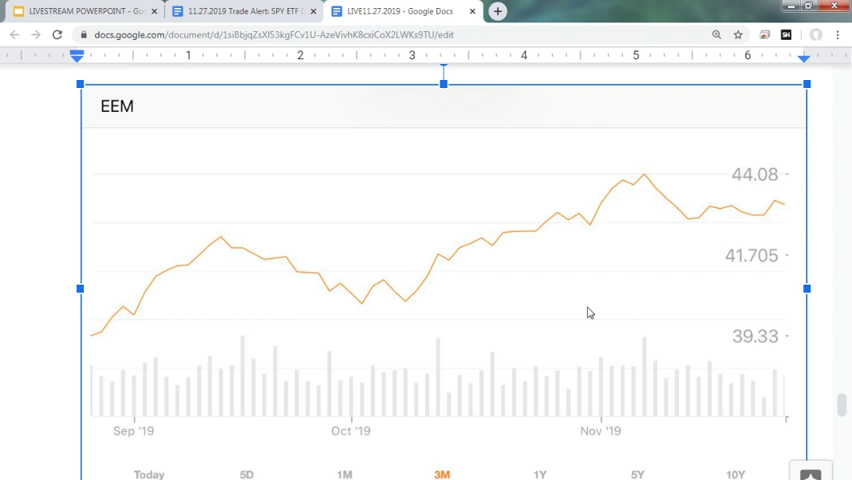 LIVESTREAM POWERPOINT - Go
11.27.2019 Trade Alert: SPY ETF
LIVE11.27.2019 - Google Docs
docs.google.com/document/d/1siBbjqZsXl53kgFCv1U-AzeVivhK8cxiCoX2LWKs9TU/edit
1 2 3 4 5 6
EEM
44.08
41.705
39.33
Sep '19 Oct '19 Nov '19
Today 5D 1M 3M 1Y 5Y 10Y